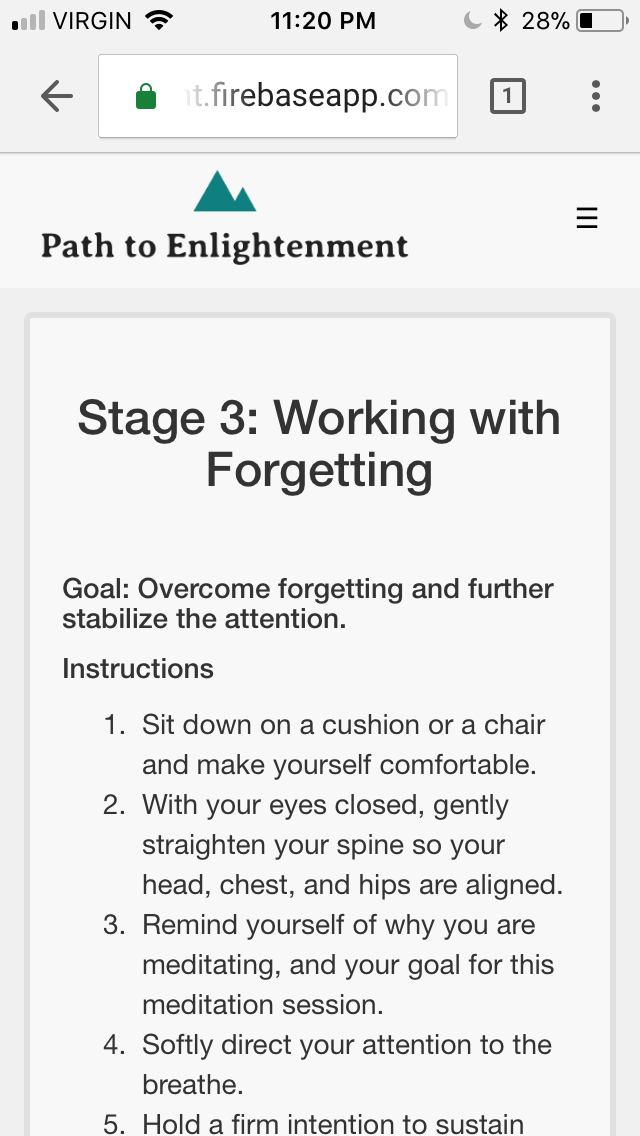 VIRGIN 11:20 PM 28%
nt.firebaseapp.com 1
Path to Enlightenment
Stage 3: Working with
Forgetting
Goal: Overcome forgetting and further
stabilize the attention.
Instructions
1. Sit down on a cushion or a chair
and make yourself comfortable.
2. With your eyes closed, gently
straighten your spine so your
head, chest, and hips are aligned.
3. Remind yourself of why you are
meditating, and your goal for this
meditation session.
4. Softly direct your attention to the
breathe.
5. Hold a firm intention to sustain